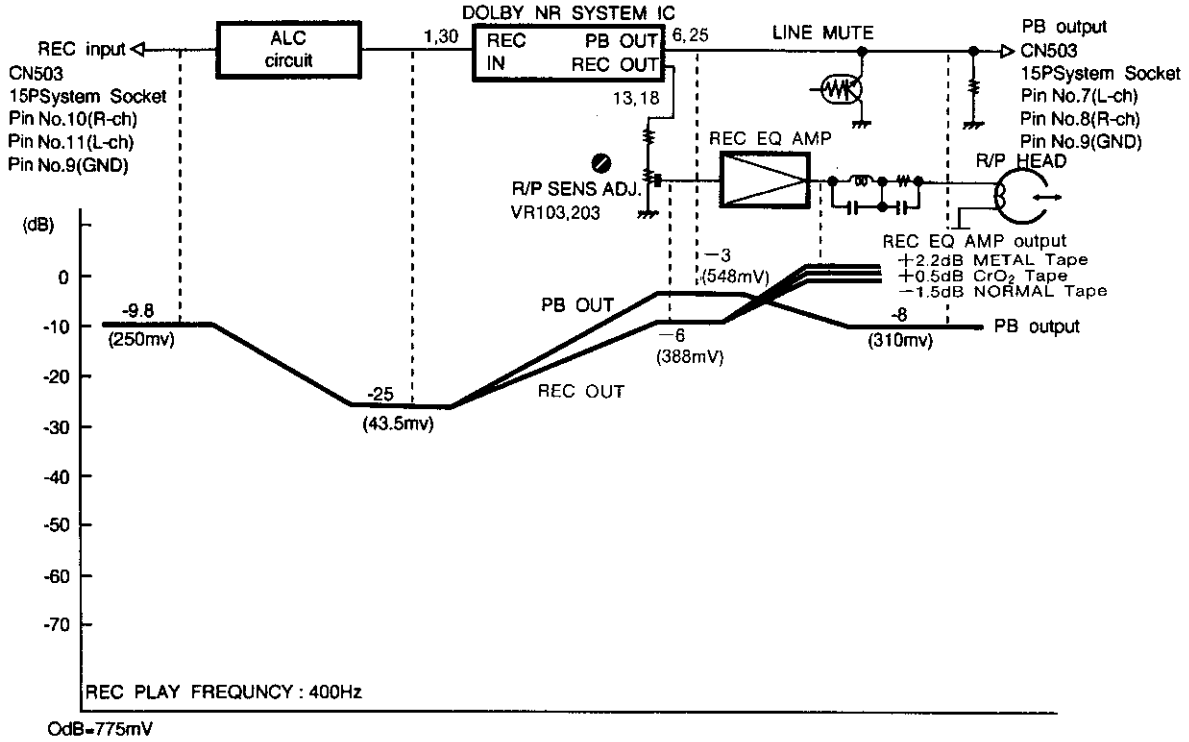 DOLBY NR SYSTEM IC
REC input
CN503
15PSystem Socket
Pin No.10(R-ch)
Pin No.11(L-ch)
Pin No.9(GND)
ALC
circuit
1,30
REC
IN
PB OUT
REC OUT
6,25
13,18
LINE MUTE
PB output
CN503
15PSystem Socket
Pin No.7(L-ch)
Pin No.8(R-ch)
Pin No.9(GND)
R/P SENS ADJ.
VR103,203
REC EQ AMP
R/P HEAD
REC EQ AMP output
+2.2dB METAL Tape
+0.5dB CrO2 Tape
−1.5dB NORMAL Tape
(dB)
0
-10
-20
-30
-40
-50
-60
-70
-9.8
(250mv)
-25
(43.5mv)
PB OUT
REC OUT
−3
(548mV)
−6
(388mV)
-8
(310mV)
PB output
REC PLAY FREQUNCY : 400Hz
OdB=775mV